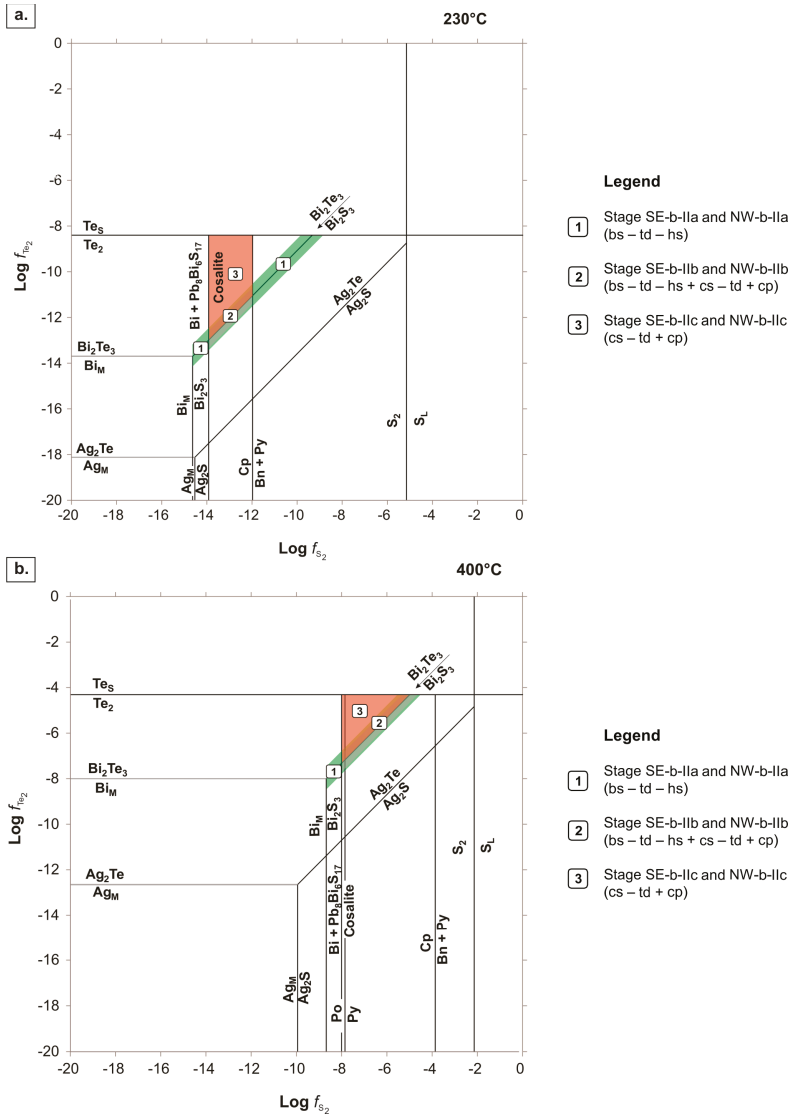 a.
230°C
0
-2
-4
-6
-8
-10
-12
-14
-16
-18
-20
Log fTe₂
TeS
Te₂
Bi₂Te₃
BiM
Ag₂Te
AgM
Bi + Pb₈Bi₆S₁₇
Cosalite
Bi₂Te₃
Bi₂S₃
Ag₂Te
Ag₂S
BiM
Bi₂S₃
AgM
Ag₂S
Cp
Bn + Py
S₂
SL
1
2
3
1
-20 -18 -16 -14 -12 -10 -8 -6 -4 -2 0
Log fS₂
Legend
1 Stage SE-b-IIa and NW-b-IIa
(bs – td – hs)
2 Stage SE-b-IIb and NW-b-IIb
(bs – td – hs + cs – td + cp)
3 Stage SE-b-IIc and NW-b-IIc
(cs – td + cp)
b.
400°C
0
-2
-4
-6
-8
-10
-12
-14
-16
-18
-20
Log fTe₂
TeS
Te₂
Bi₂Te₃
BiM
Ag₂Te
AgM
Bi₂Te₃
Bi₂S₃
Ag₂Te
Ag₂S
BiM
Bi₂S₃
Bi + Pb₈Bi₆S₁₇
Cosalite
AgM
Ag₂S
Po
Py
Cp
Bn + Py
S₂
SL
1
3
2
-20 -18 -16 -14 -12 -10 -8 -6 -4 -2 0
Log fS₂
Legend
1 Stage SE-b-IIa and NW-b-IIa
(bs – td – hs)
2 Stage SE-b-IIb and NW-b-IIb
(bs – td – hs + cs – td + cp)
3 Stage SE-b-IIc and NW-b-IIc
(cs – td + cp)